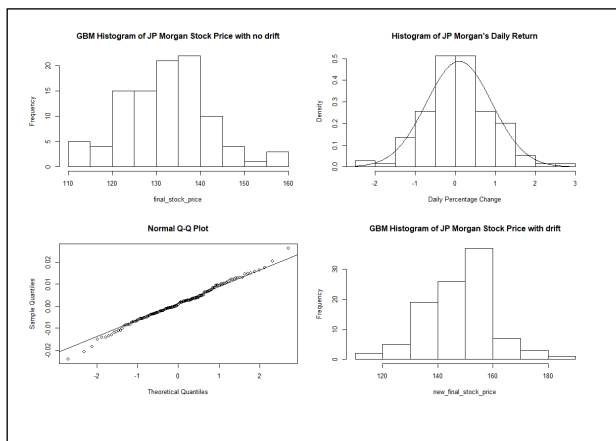 GBM Histogram of JP Morgan Stock Price with no drift
Frequency
20
15
10
5
0
110 120 130 140 150 160
final_stock_price
Histogram of JP Morgan's Daily Return
Density
0.5
0.4
0.3
0.2
0.1
0.0
-2 -1 0 1 2 3
Daily Percentage Change
Normal Q-Q Plot
Sample Quantiles
0.02
0.01
0.00
-0.01
-0.02
-2 -1 0 1 2
Theoretical Quantiles
GBM Histogram of JP Morgan Stock Price with drift
Frequency
30
20
10
0
120 140 160 180
new_final_stock_price